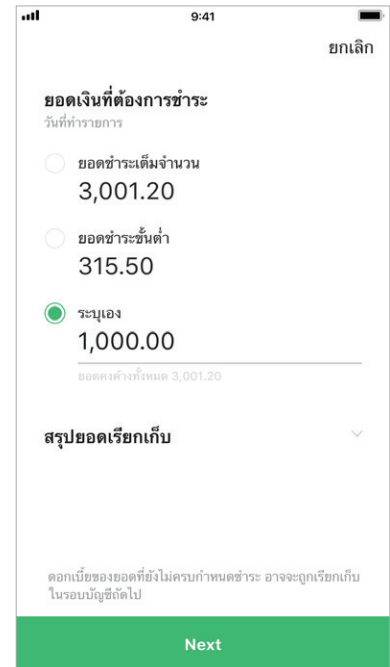 9:41
ยกเลิก
ยอดเงินที่ต้องการชำระ
วันที่ทำรายการ
ยอดชำระเต็มจำนวน
3,001.20
ยอดชำระขั้นต่ำ
315.50
ระบุเอง
1,000.00
ยอดคงค้างทั้งหมด 3,001.20
สรุปยอดเรียกเก็บ
ดอกเบี้ยของยอดที่ยังไม่ครบกำหนดชำระ อาจจะถูกเรียกเก็บ
ในรอบบัญชีถัดไป
Next